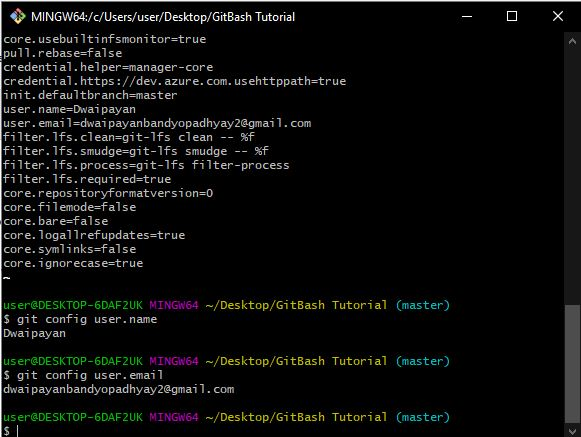 MINGW64:/c/Users/user/Desktop/GitBash Tutorial
core.usebuiltinfsmonitor=true
pull.rebase=false
credential.helper=manager-core
credential.https://dev.azure.com.usehttppath=true
init.defaultbranch=master
user.name=Dwaipayan
user.email=dwaipayanbandyopadhyay2@gmail.com
filter.lfs.clean=git-lfs clean -- %f
filter.lfs.smudge=git-lfs smudge -- %f
filter.lfs.process=git-lfs filter-process
filter.lfs.required=true
core.repositoryformatversion=0
core.filemode=false
core.bare=false
core.logallrefupdates=true
core.symlinks=false
core.ignorecase=true
~
user@DESKTOP-6DAF2UK MINGW64 ~/Desktop/GitBash Tutorial (master)
$ git config user.name
Dwaipayan
user@DESKTOP-6DAF2UK MINGW64 ~/Desktop/GitBash Tutorial (master)
$ git config user.email
dwaipayanbandyopadhyay2@gmail.com
user@DESKTOP-6DAF2UK MINGW64 ~/Desktop/GitBash Tutorial (master)
$